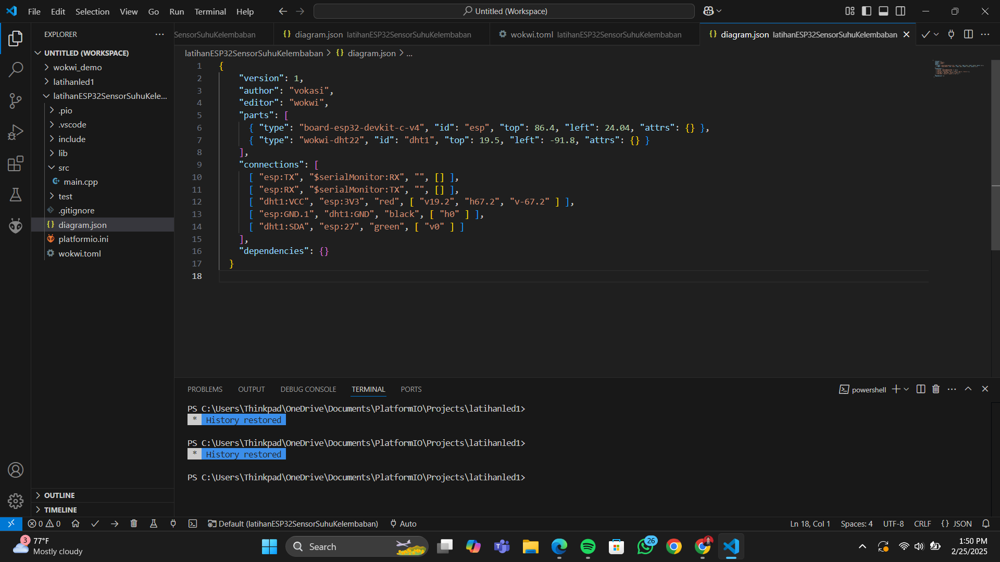 File Edit Selection View Go Run Terminal Help
Untitled (Workspace)
EXPLORER
SensorSuhuKelembaban
diagram.json latihanESP32SensorSuhuKelembaban
wokwi.toml latihanESP32SensorSuhuKelembaban
diagram.json latihanESP32SensorSuhuKelembaban
UNTITLED (WORKSPACE)
wokwi_demo
latihanled1
latihanESP32SensorSuhuKele...
.pio
.vscode
include
lib
src
main.cpp
test
.gitignore
diagram.json
platformio.ini
wokwi.toml
OUTLINE
TIMELINE
latihanESP32SensorSuhuKelembaban > {} diagram.json > ...
1 {
2 "version": 1,
3 "author": "vokasi",
4 "editor": "wokwi",
5 "parts": [
6 { "type": "board-esp32-devkit-c-v4", "id": "esp", "top": 86.4, "left": 24.04, "attrs": {} },
7 { "type": "wokwi-dht22", "id": "dht1", "top": 19.5, "left": -91.8, "attrs": {} }
8 ],
9 "connections": [
10 [ "esp:TX", "$serialMonitor:RX", "", [] ],
11 [ "esp:RX", "$serialMonitor:TX", "", [] ],
12 [ "dht1:VCC", "esp:3V3", "red", [ "v19.2", "h67.2", "v-67.2" ] ],
13 [ "esp:GND.1", "dht1:GND", "black", [ "h0" ] ],
14 [ "dht1:SDA", "esp:27", "green", [ "v0" ] ]
15 ],
16 "dependencies": {}
17 }
18
PROBLEMS OUTPUT DEBUG CONSOLE TERMINAL PORTS
powershell
PS C:\Users\Thinkpad\OneDrive\Documents\PlatformIO\Projects\latihanled1>
* History restored
PS C:\Users\Thinkpad\OneDrive\Documents\PlatformIO\Projects\latihanled1>
* History restored
PS C:\Users\Thinkpad\OneDrive\Documents\PlatformIO\Projects\latihanled1>
0 0 Default (latihanESP32SensorSuhuKelembaban) Auto
Ln 18, Col 1 Spaces: 4 UTF-8 CRLF {} JSON
3
77°F
Mostly cloudy
Search
26
1:50 PM
2/25/2025